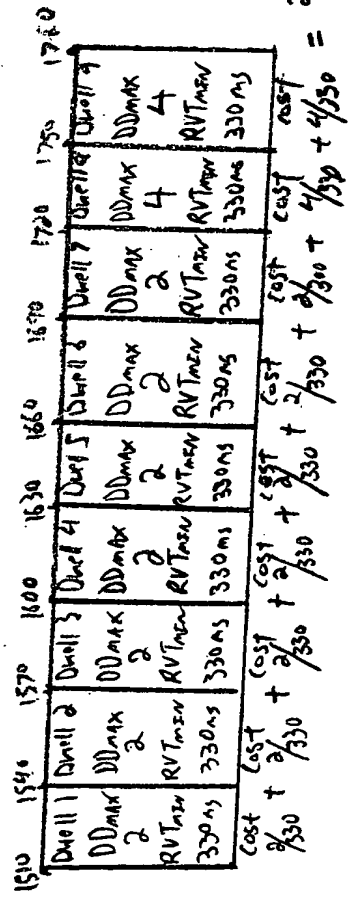 1510 1540 1570 1600 1630 1660 1690 1720 1750 1780
Dwell 1 Dwell 2 Dwell 3 Dwell 4 Dwell 5 Dwell 6 Dwell 7 Dwell 8 Dwell 9
DDMAX DDMAX DDMAX DDMAX DDMAX DDMAX DDMAX DDMAX DDMAX
2 2 2 2 2 2 2 4 4
RVTMIN RVTMIN RVTMIN RVTMIN RVTMIN RVTMIN RVTMIN RVTMIN RVTMIN
330ms 330ms 330ms 330ms 330ms 330ms 330ms 330ms 330ms
Cost Cost Cost Cost Cost Cost Cost Cost Cost
2/330 + 2/330 + 2/330 + 2/330 + 2/330 + 2/330 + 2/300 + 4/330 + 4/330 =